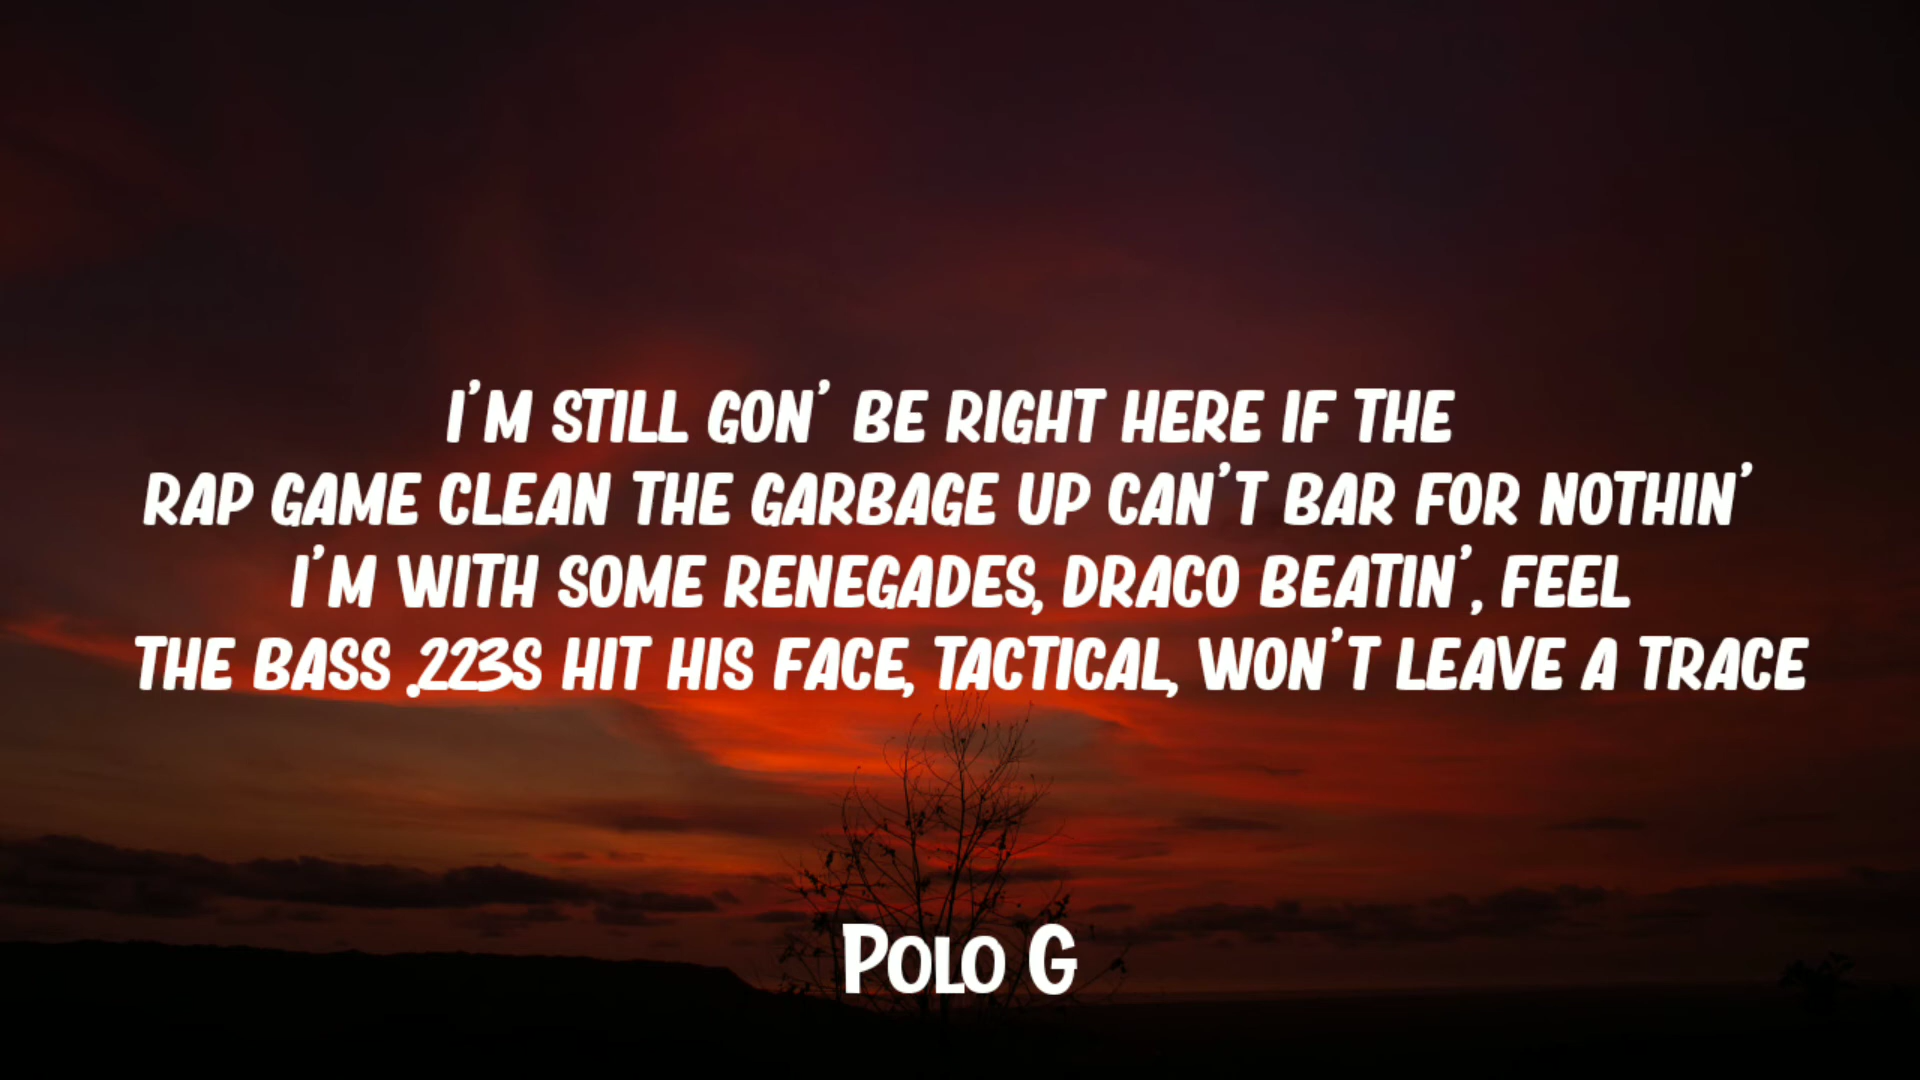 I'M STILL GON' BE RIGHT HERE IF THE
RAP GAME CLEAN THE GARBAGE UP CAN'T BAR FOR NOTHIN'
I'M WITH SOME RENEGADES, DRACO BEATIN', FEEL
THE BASS .223S HIT HIS FACE, TACTICAL, WON'T LEAVE A TRACE
POLO G